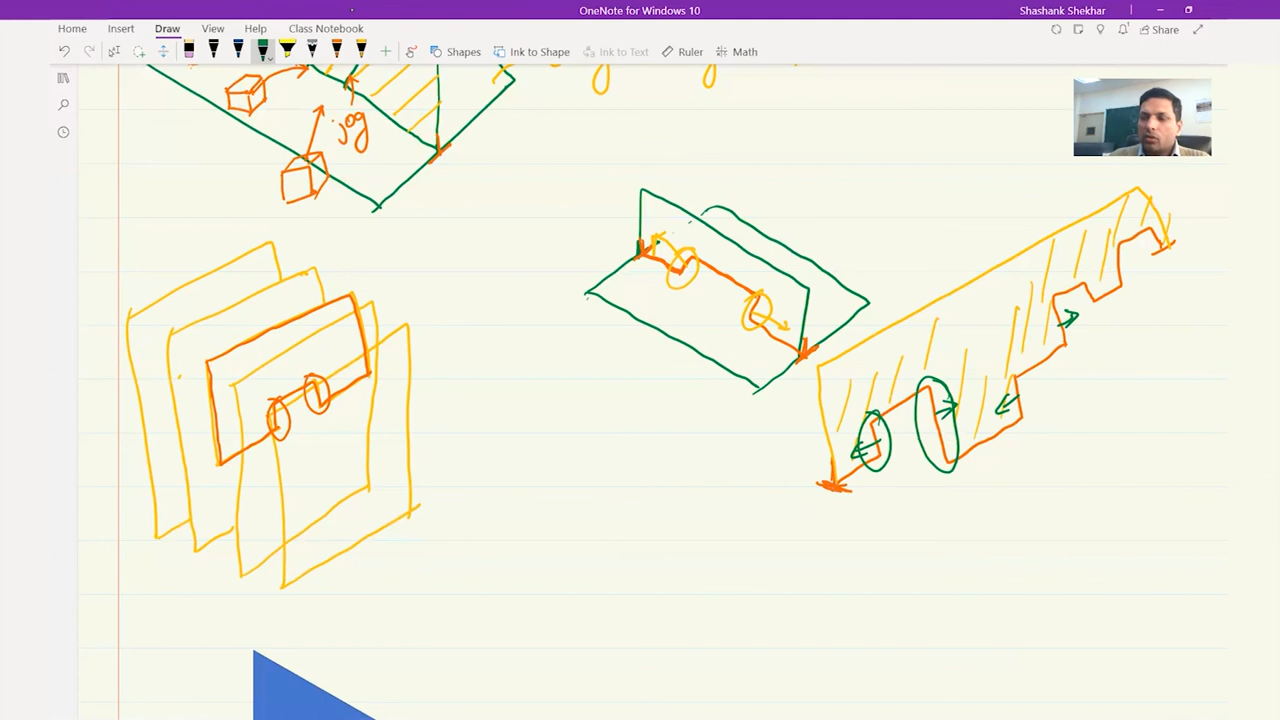 OneNote for Windows 10
Shashank Shekhar
Home Insert Draw View Help Class Notebook
Share
Shapes Ink to Shape Ink to Text Ruler Math
jog